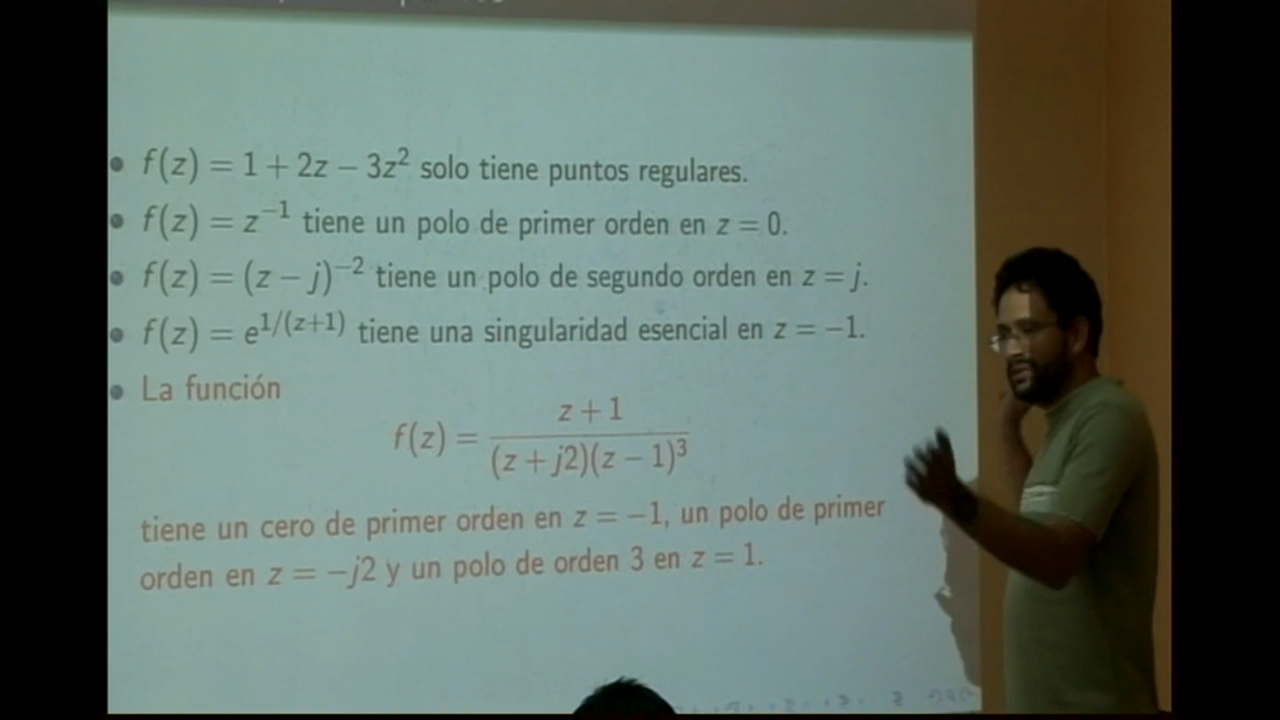 • f(z) = 1 + 2z − 3z² solo tiene puntos regulares.
• f(z) = z⁻¹ tiene un polo de primer orden en z = 0.
• f(z) = (z − j)⁻² tiene un polo de segundo orden en z = j.
• f(z) = e^{1/(z+1)} tiene una singularidad esencial en z = −1.
• La función
f(z) = (z + 1) / ((z + j2)(z − 1)³)
tiene un cero de primer orden en z = −1, un polo de primer
orden en z = −j2 y un polo de orden 3 en z = 1.